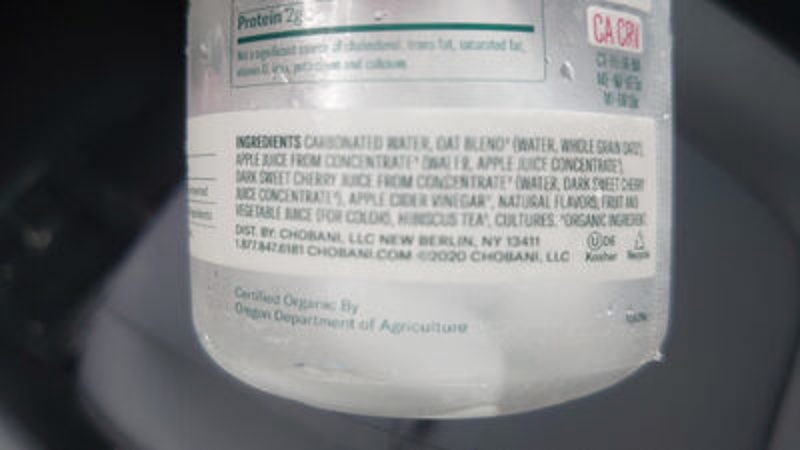 Protein 2g
Not a significant source of cholesterol, trans fat, saturated fat,
vitamin D, iron, potassium and calcium.
CA CRV
INGREDIENTS CARBONATED WATER, OAT BLEND* (WATER, WHOLE GRAIN OATS*),
APPLE JUICE FROM CONCENTRATE* (WATER, APPLE JUICE CONCENTRATE*),
DARK SWEET CHERRY JUICE FROM CONCENTRATE* (WATER, DARK SWEET CHERRY
JUICE CONCENTRATE*), APPLE CIDER VINEGAR*, NATURAL FLAVORS, FRUIT AND
VEGETABLE JUICE (FOR COLOR), HIBISCUS TEA*, CULTURES. *ORGANIC INGREDIENT
DIST. BY: CHOBANI, LLC NEW BERLIN, NY 13411
1.877.847.6181 CHOBANI.COM ©2020 CHOBANI, LLC
U DE
Kosher
Recycle
Certified Organic By
Oregon Department of Agriculture